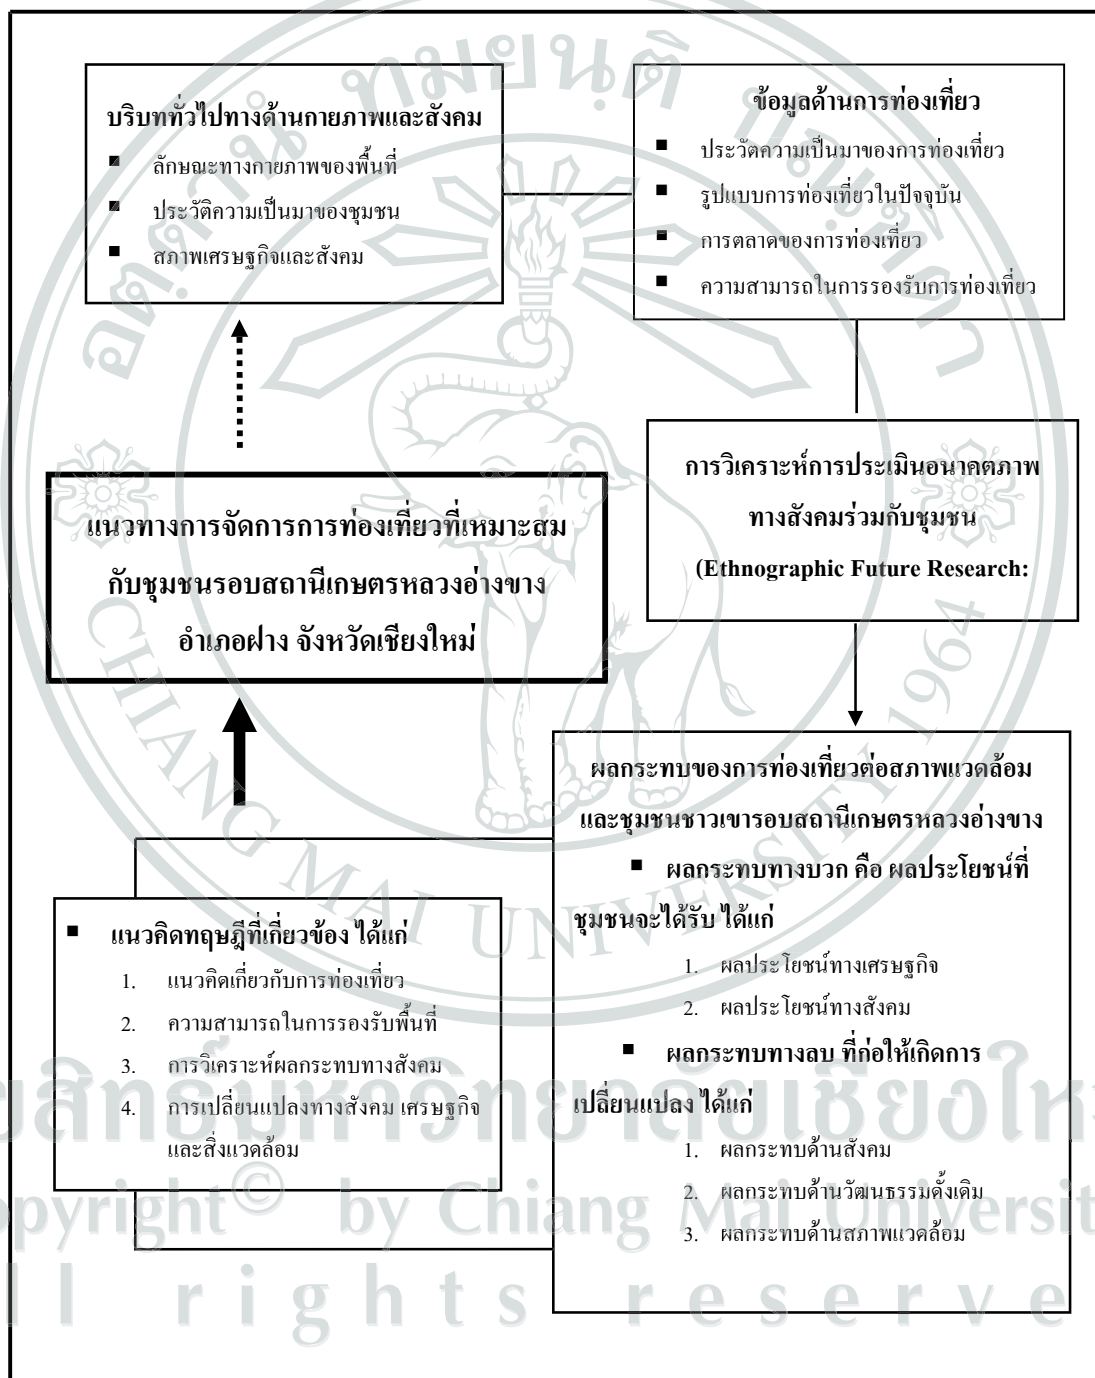 บริบททั่วไปทางด้านกายภาพและสังคม
▪ ลักษณะทางกายภาพของพื้นที่
▪ ประวัติความเป็นมาของชุมชน
▪ สภาพเศรษฐกิจและสังคม
ข้อมูลด้านการท่องเที่ยว
▪ ประวัติความเป็นมาของการท่องเที่ยว
▪ รูปแบบการท่องเที่ยวในปัจจุบัน
▪ การตลาดของการท่องเที่ยว
▪ ความสามารถในการรองรับการท่องเที่ยว
การวิเคราะห์การประเมินอนาคตภาพ
ทางสังคมร่วมกับชุมชน
(Ethnographic Future Research:
แนวทางการจัดการการท่องเที่ยวที่เหมาะสม
กับชุมชนรอบสถานีเกษตรหลวงอ่างขาง
อำเภอฝาง จังหวัดเชียงใหม่
ผลกระทบของการท่องเที่ยวต่อสภาพแวดล้อม
และชุมชนชาวเขารอบสถานีเกษตรหลวงอ่างขาง
▪ ผลกระทบทางบวก คือ ผลประโยชน์ที่
ชุมชนจะได้รับ ได้แก่
1. ผลประโยชน์ทางเศรษฐกิจ
2. ผลประโยชน์ทางสังคม
▪ ผลกระทบทางลบ ที่ก่อให้เกิดการ
เปลี่ยนแปลง ได้แก่
1. ผลกระทบด้านสังคม
2. ผลกระทบด้านวัฒนธรรมดั้งเดิม
3. ผลกระทบด้านสภาพแวดล้อม
▪ แนวคิดทฤษฎีที่เกี่ยวข้อง ได้แก่
1. แนวคิดเกี่ยวกับการท่องเที่ยว
2. ความสามารถในการรองรับพื้นที่
3. การวิเคราะห์ผลกระทบทางสังคม
4. การเปลี่ยนแปลงทางสังคม เศรษฐกิจ
และสิ่งแวดล้อม
CHIANG MAI UNIVERSITY 1964
opyright © by Chiang Mai Universit
ll rights reserve